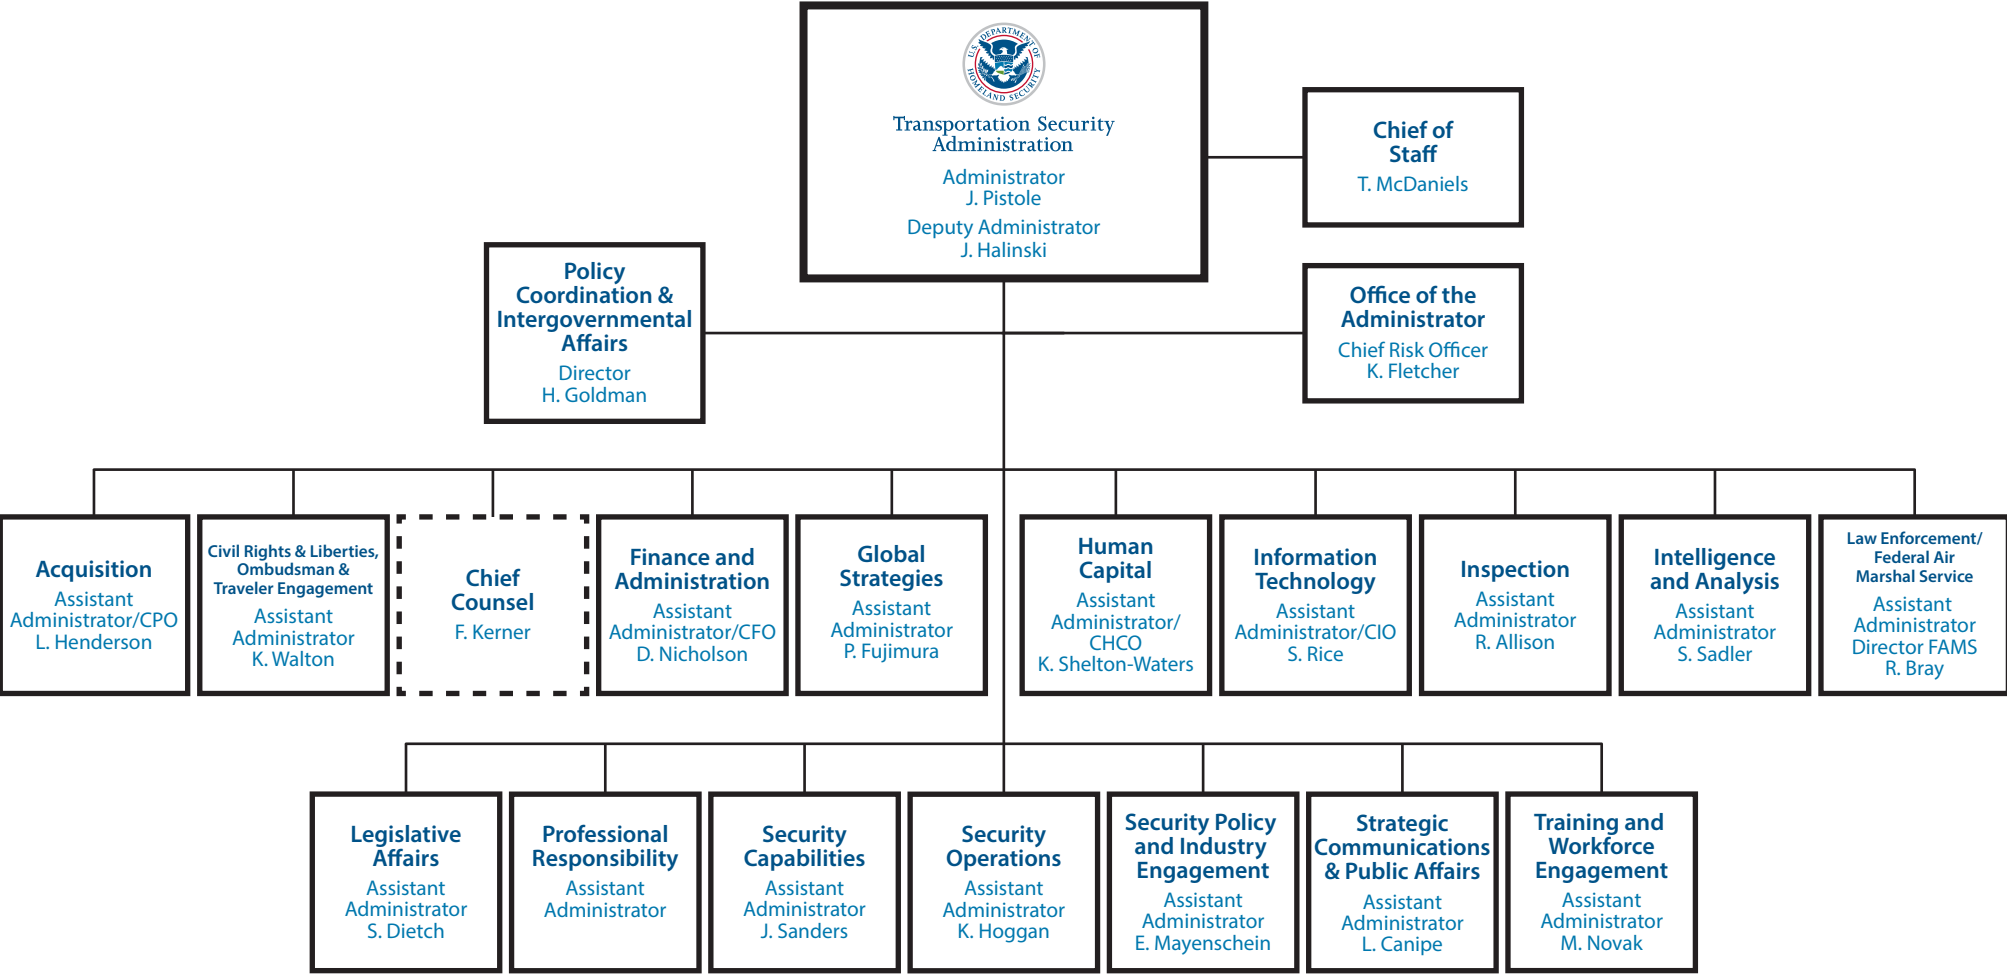 U.S. DEPARTMENT OF
HOMELAND SECURITY
Transportation Security
Administration
Administrator
J. Pistole
Deputy Administrator
J. Halinski
Chief of
Staff
T. McDaniels
Policy
Coordination &
Intergovernmental
Affairs
Director
H. Goldman
Office of the
Administrator
Chief Risk Officer
K. Fletcher
Acquisition
Assistant
Administrator/CPO
L. Henderson
Civil Rights & Liberties,
Ombudsman &
Traveler Engagement
Assistant
Administrator
K. Walton
Chief
Counsel
F. Kerner
Finance and
Administration
Assistant
Administrator/CFO
D. Nicholson
Global
Strategies
Assistant
Administrator
P. Fujimura
Human
Capital
Assistant
Administrator/
CHCO
K. Shelton-Waters
Information
Technology
Assistant
Administrator/CIO
S. Rice
Inspection
Assistant
Administrator
R. Allison
Intelligence
and Analysis
Assistant
Administrator
S. Sadler
Law Enforcement/
Federal Air
Marshal Service
Assistant
Administrator
Director FAMS
R. Bray
Legislative
Affairs
Assistant
Administrator
S. Dietch
Professional
Responsibility
Assistant
Administrator
Security
Capabilities
Assistant
Administrator
J. Sanders
Security
Operations
Assistant
Administrator
K. Hoggan
Security Policy
and Industry
Engagement
Assistant
Administrator
E. Mayenschein
Strategic
Communications
& Public Affairs
Assistant
Administrator
L. Canipe
Training and
Workforce
Engagement
Assistant
Administrator
M. Novak